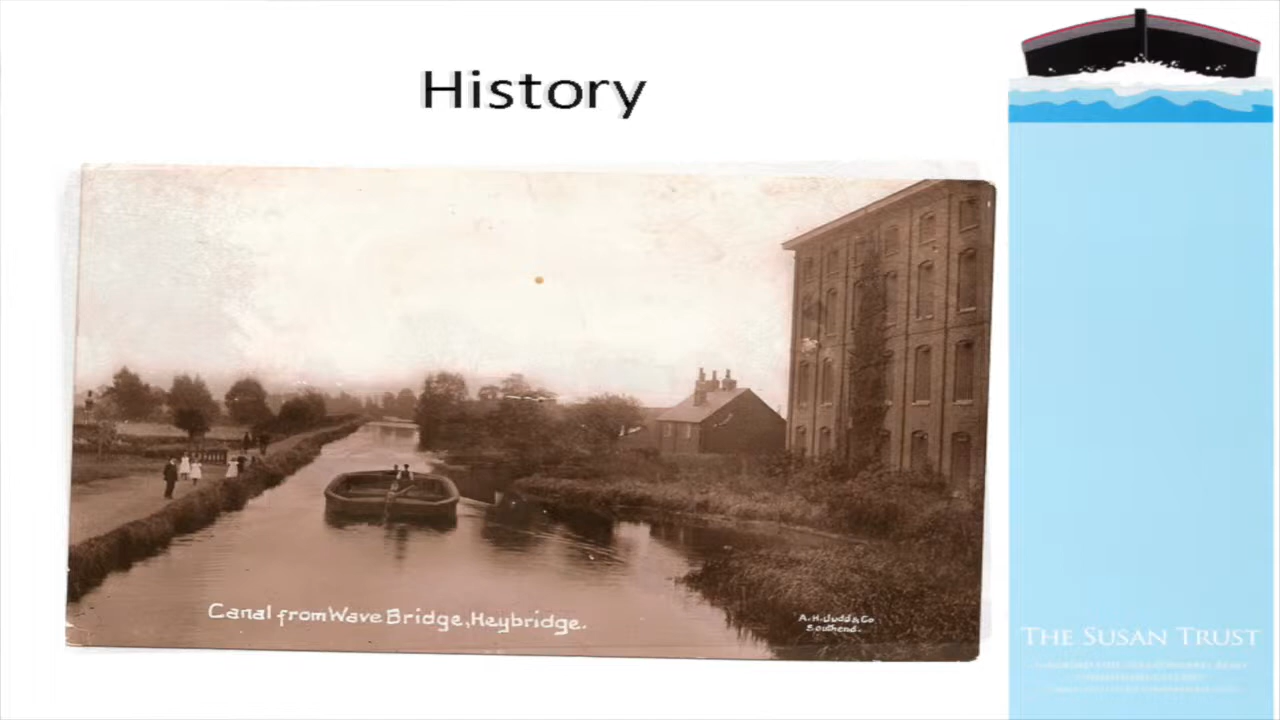 History
Canal from Wave Bridge, Heybridge.
A.H.Judd & Co
Southend.
THE SUSAN TRUST